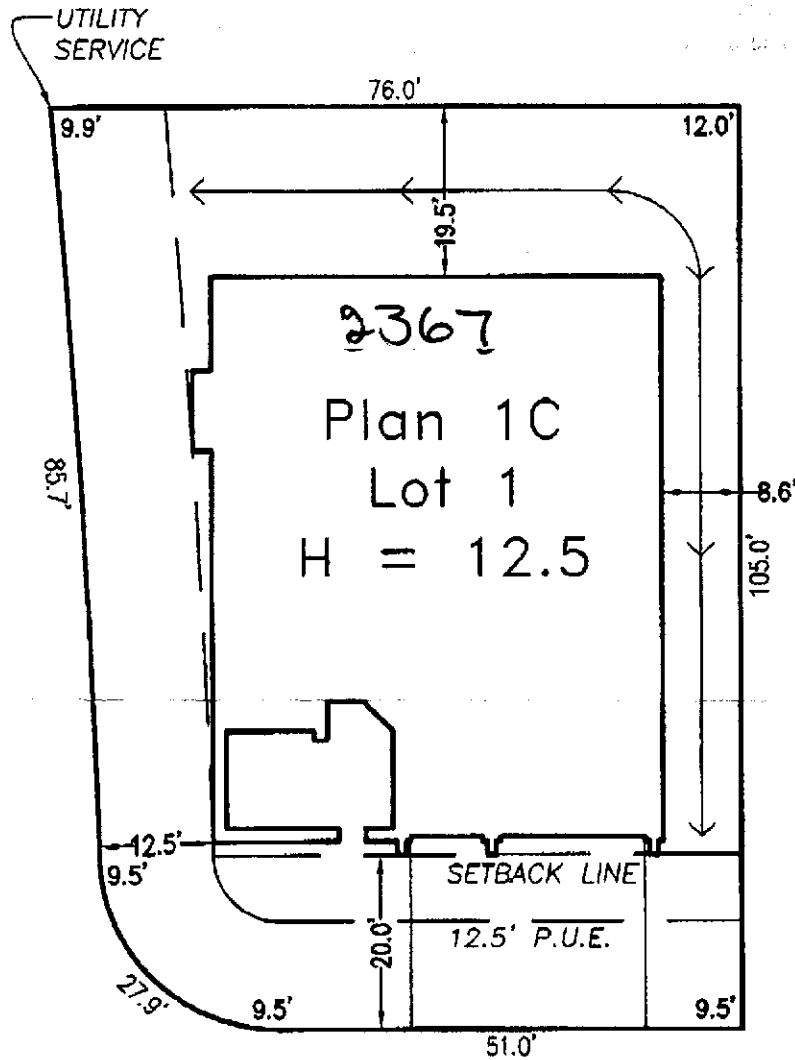 UTILITY
SERVICE
76.0'
9.9'
12.0'
19.5'
2367
Plan 1C
Lot 1
H = 12.5
85.7'
8.6'
105.0'
12.5'
9.5'
SETBACK LINE
20.0'
12.5' P.U.E.
27.9'
9.5'
9.5'
51.0'